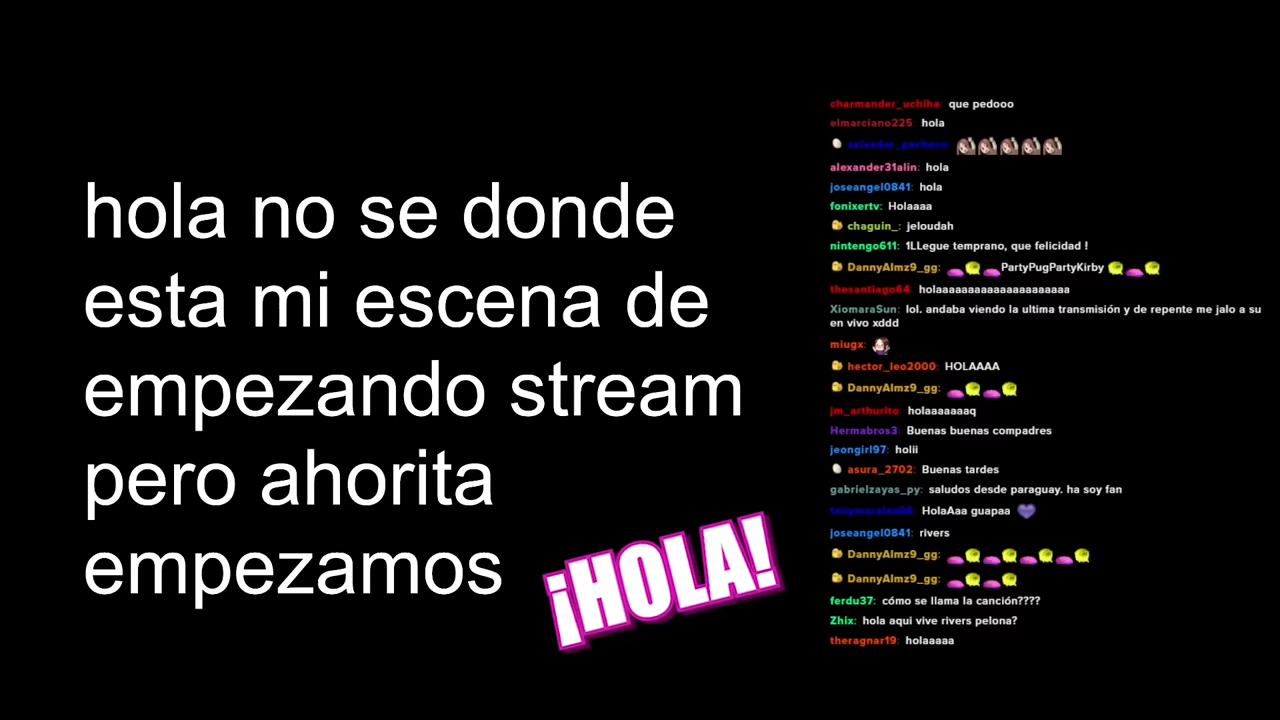 hola no se donde
esta mi escena de
empezando stream
pero ahorita
empezamos
¡HOLA!
charmander_uchiha: que pedooo
elmarciano225: hola
salvador_pacheco:
alexander31alin: hola
joseangel0841: hola
fonixertv: Holaaaa
chaguin_: jeloudah
nintengo611: 1LLegue temprano, que felicidad !
DannyAlmz9_gg: PartyPugPartyKirby
thesantiago64: holaaaaaaaaaaaaaaaaaaaaa
XiomaraSun: lol. andaba viendo la ultima transmisión y de repente me jalo a su
en vivo xddd
miugx:
hector_leo2000: HOLAAAA
DannyAlmz9_gg:
jm_arthurito: holaaaaaaaq
Hermabros3: Buenas buenas compadres
jeongirl97: holii
asura_2702: Buenas tardes
gabrielzayas_py: saludos desde paraguay. ha soy fan
HolaAaa guapaa
joseangel0841: rivers
DannyAlmz9_gg:
DannyAlmz9_gg:
ferdu37: cómo se llama la canción????
Zhix: hola aqui vive rivers pelona?
theragnar19: holaaaaa